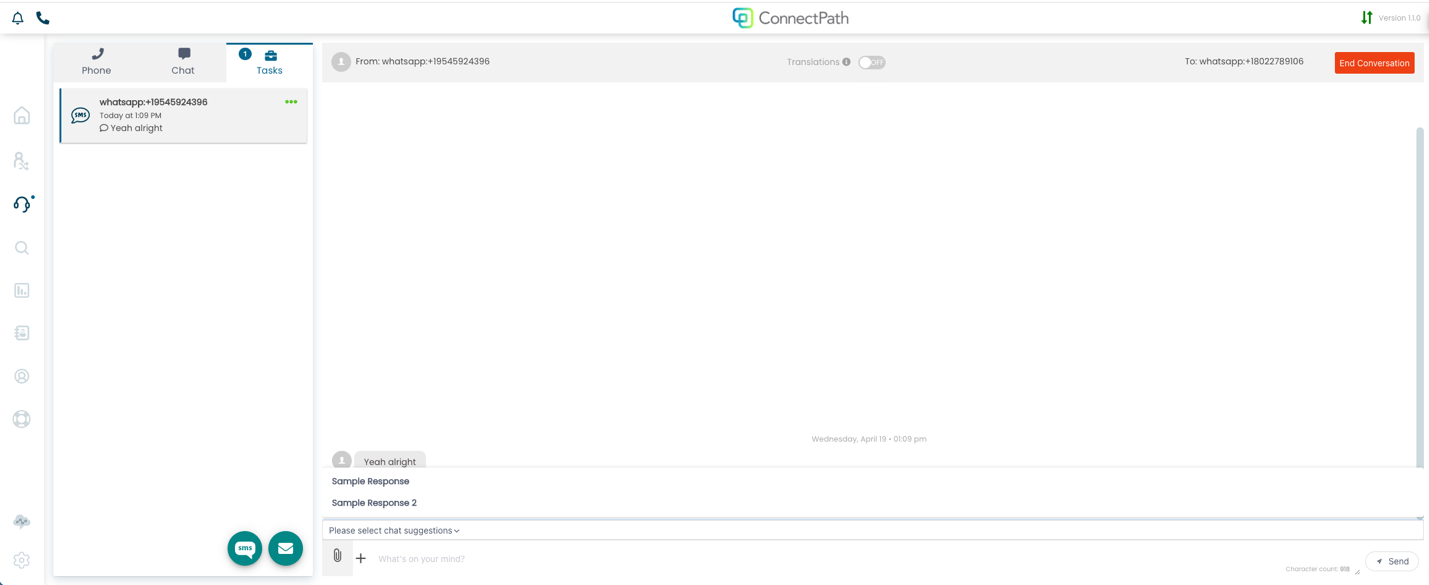 ConnectPath
Version 1.1.0
Phone
Chat
1
Tasks
From: whatsapp:+19545924396
Translations
OFF
To: whatsapp:+18022789106
End Conversation
SMS
whatsapp:+19545924396
Today at 1:09 PM
Yeah alright
Wednesday, April 19 • 01:09 pm
Yeah alright
Sample Response
Sample Response 2
Please select chat suggestions
What's on your mind?
Character count: 918
Send
sms